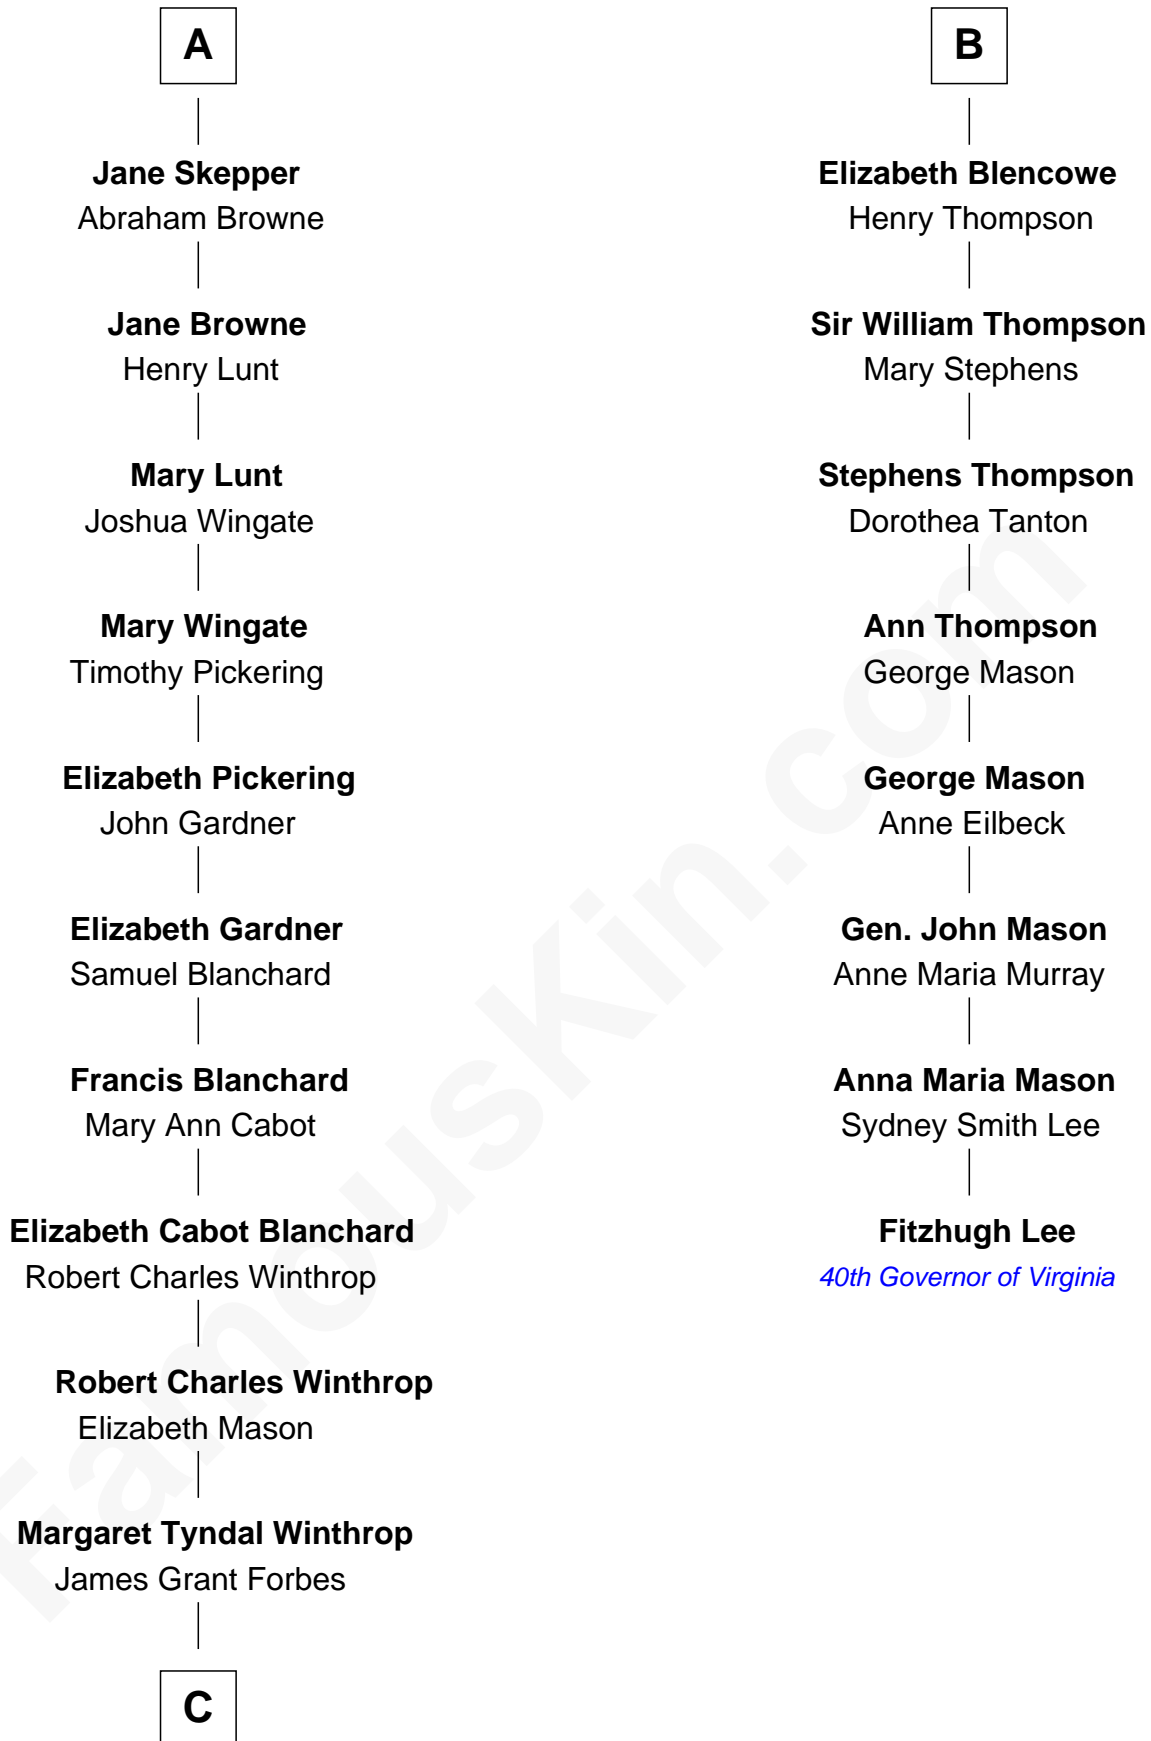 A
Jane Skepper
Abraham Browne
Jane Browne
Henry Lunt
Mary Lunt
Joshua Wingate
Mary Wingate
Timothy Pickering
Elizabeth Pickering
John Gardner
Elizabeth Gardner
Samuel Blanchard
Francis Blanchard
Mary Ann Cabot
Elizabeth Cabot Blanchard
Robert Charles Winthrop
Robert Charles Winthrop
Elizabeth Mason
Margaret Tyndal Winthrop
James Grant Forbes
C
B
Elizabeth Blencowe
Henry Thompson
Sir William Thompson
Mary Stephens
Stephens Thompson
Dorothea Tanton
Ann Thompson
George Mason
George Mason
Anne Eilbeck
Gen. John Mason
Anne Maria Murray
Anna Maria Mason
Sydney Smith Lee
Fitzhugh Lee
40th Governor of Virginia
FamousKin.com